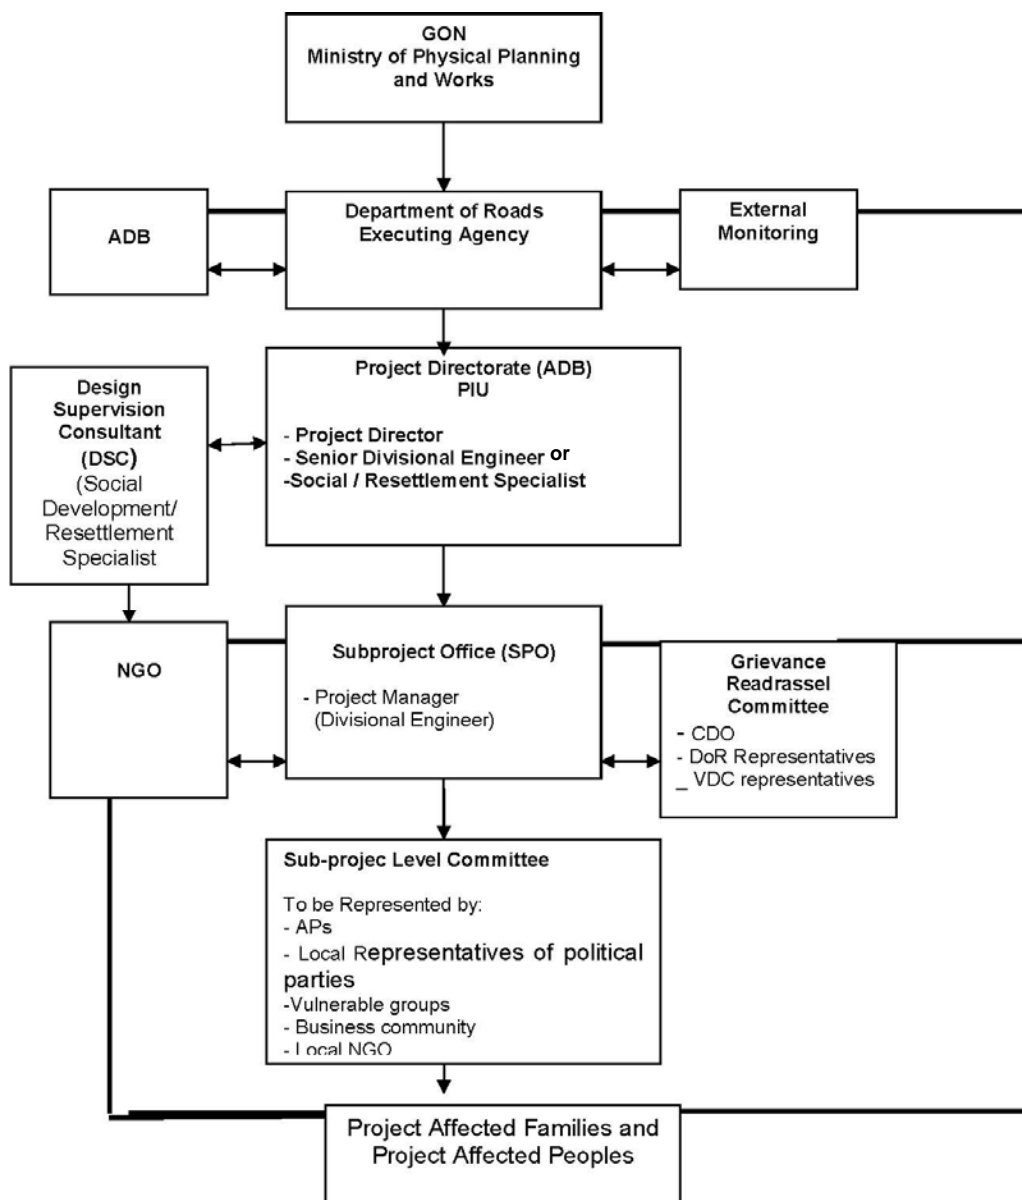 GON
Ministry of Physical Planning
and Works
ADB
Department of Roads
Executing Agency
External
Monitoring
Design
Supervision
Consultant
(DSC)
(Social
Development/
Resettlement
Specialist
Project Directorate (ADB)
PIU
- Project Director
- Senior Divisional Engineer or
-Social / Resettlement Specialist
NGO
Subproject Office (SPO)
- Project Manager
(Divisional Engineer)
Grievance
Readrassel
Committee
- CDO
- DoR Representatives
_ VDC representatives
Sub-projec Level Committee
To be Represented by:
- APs
- Local Representatives of political
parties
-Vulnerable groups
- Business community
- Local NGO
Project Affected Families and
Project Affected Peoples